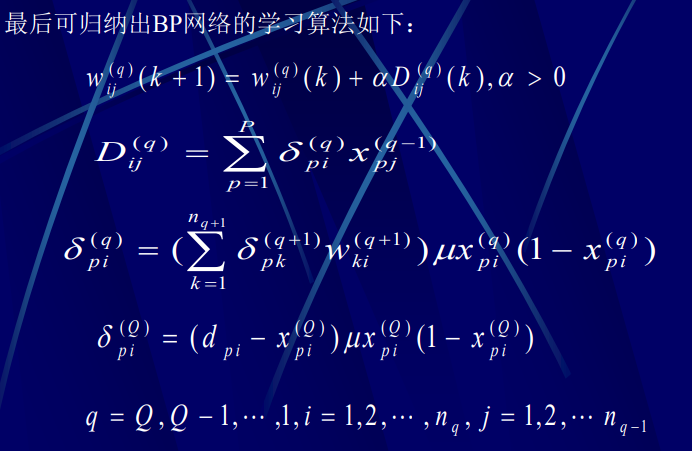 最后可归纳出BP网络的学习算法如下：
w_{ij}^{(q)}(k + 1) = w_{ij}^{(q)}(k) + αD_{ij}^{(q)}(k), α > 0
D_{ij}^{(q)} = ∑_{p=1}^{P} δ_{pi}^{(q)} x_{pj}^{(q−1)}
δ_{pi}^{(q)} = (∑_{k=1}^{n_{q+1}} δ_{pk}^{(q+1)} w_{ki}^{(q+1)}) μx_{pi}^{(q)}(1 − x_{pi}^{(q)})
δ_{pi}^{(Q)} = (d_{pi} − x_{pi}^{(Q)}) μx_{pi}^{(Q)}(1 − x_{pi}^{(Q)})
q = Q, Q − 1, ⋯, 1, i = 1,2, ⋯, n_q, j = 1,2, ⋯ n_{q−1}